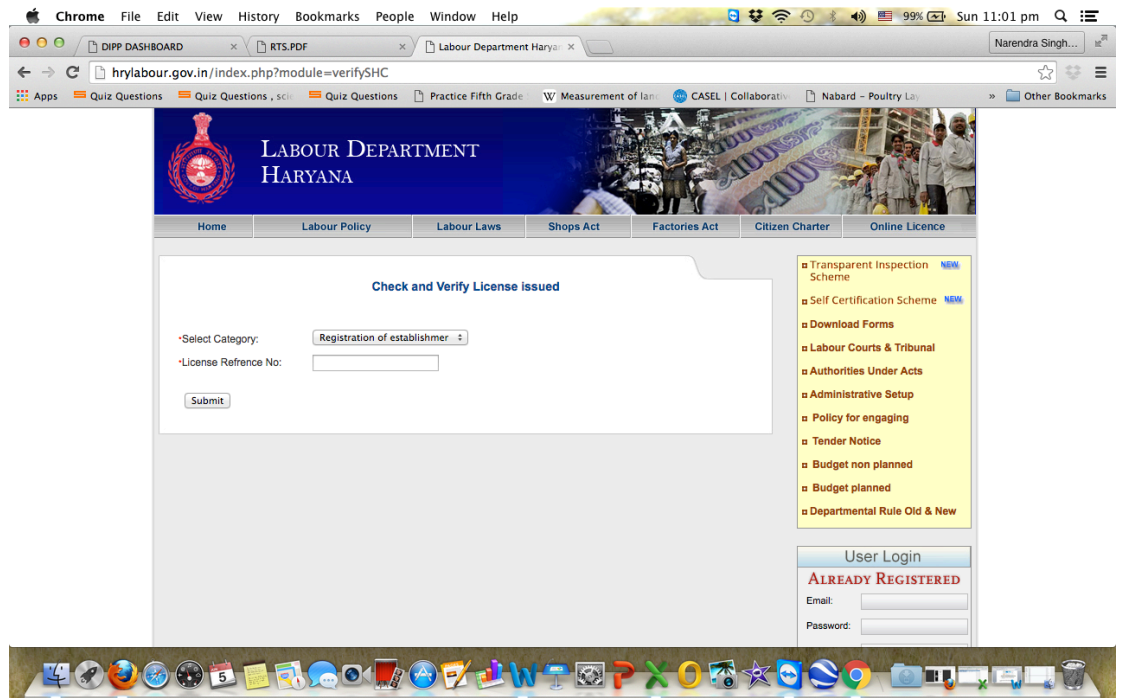 Chrome File Edit View History Bookmarks People Window Help 99% Sun 11:01 pm
DIPP DASHBOARD RTS.PDF Labour Department Haryan Narendra Singh...
hrylabour.gov.in/index.php?module=verifySHC
Apps Quiz Questions Quiz Questions , scie Quiz Questions Practice Fifth Grade W Measurement of land CASEL | Collaborative Nabard – Poultry Lay » Other Bookmarks
LABOUR DEPARTMENT
HARYANA
Home Labour Policy Labour Laws Shops Act Factories Act Citizen Charter Online Licence
Check and Verify License issued
*Select Category: Registration of establishmer
*License Refrence No:
Submit
Transparent Inspection Scheme NEW
Self Certification Scheme NEW
Download Forms
Labour Courts & Tribunal
Authorities Under Acts
Administrative Setup
Policy for engaging
Tender Notice
Budget non planned
Budget planned
Departmental Rule Old & New
User Login
ALREADY REGISTERED
Email:
Password:
5